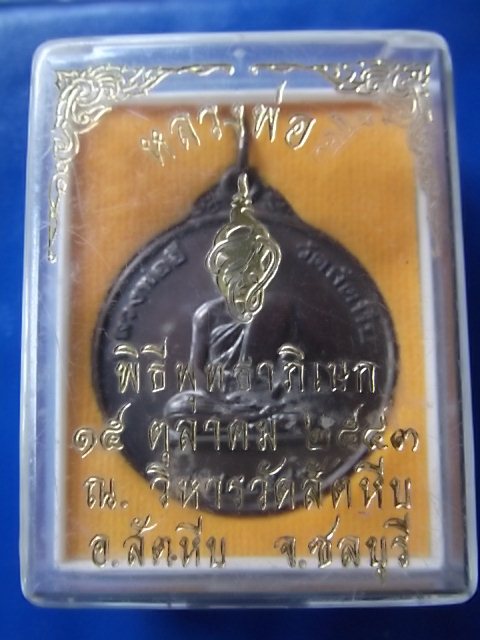 หลวงพ่อ
พิธีพุทธาภิเษก
๑๕ ตุลาคม ๒๕๔๓
ณ. วิหารวัดสัตหีบ
อ.สัตหีบ จ.ชลบุรี